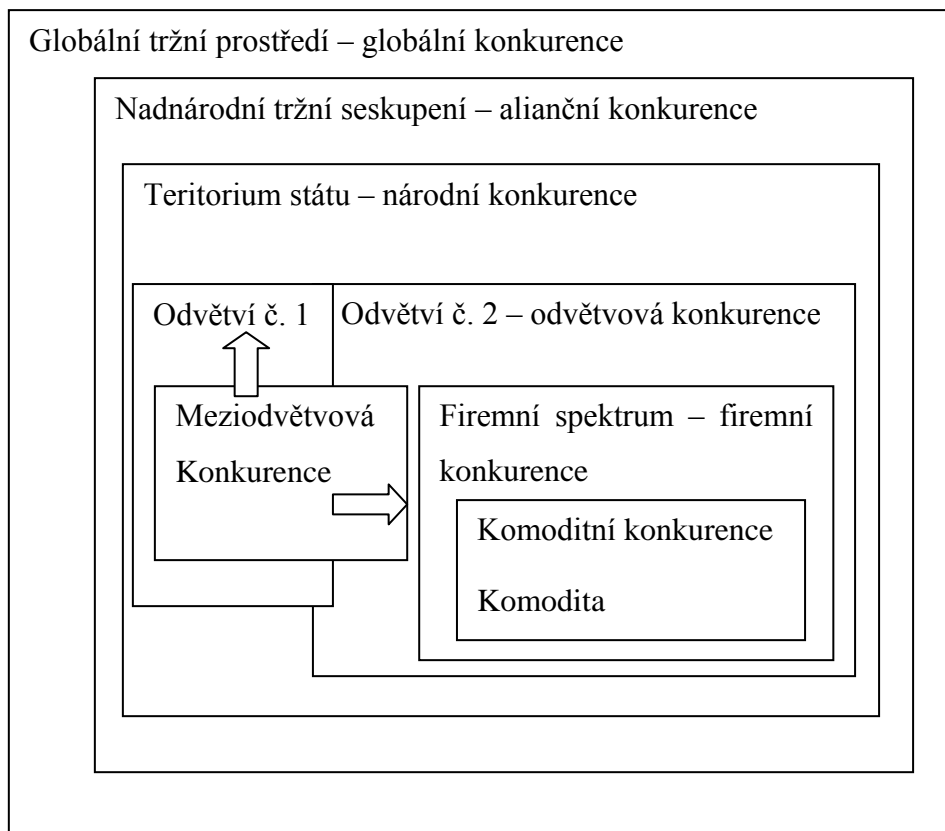 Globální tržní prostředí – globální konkurence
Nadnárodní tržní seskupení – alianční konkurence
Teritorium státu – národní konkurence
Odvětví č. 1
Odvětví č. 2 – odvětvová konkurence
Meziodvětvová
Konkurence
Firemní spektrum – firemní
konkurence
Komoditní konkurence
Komodita